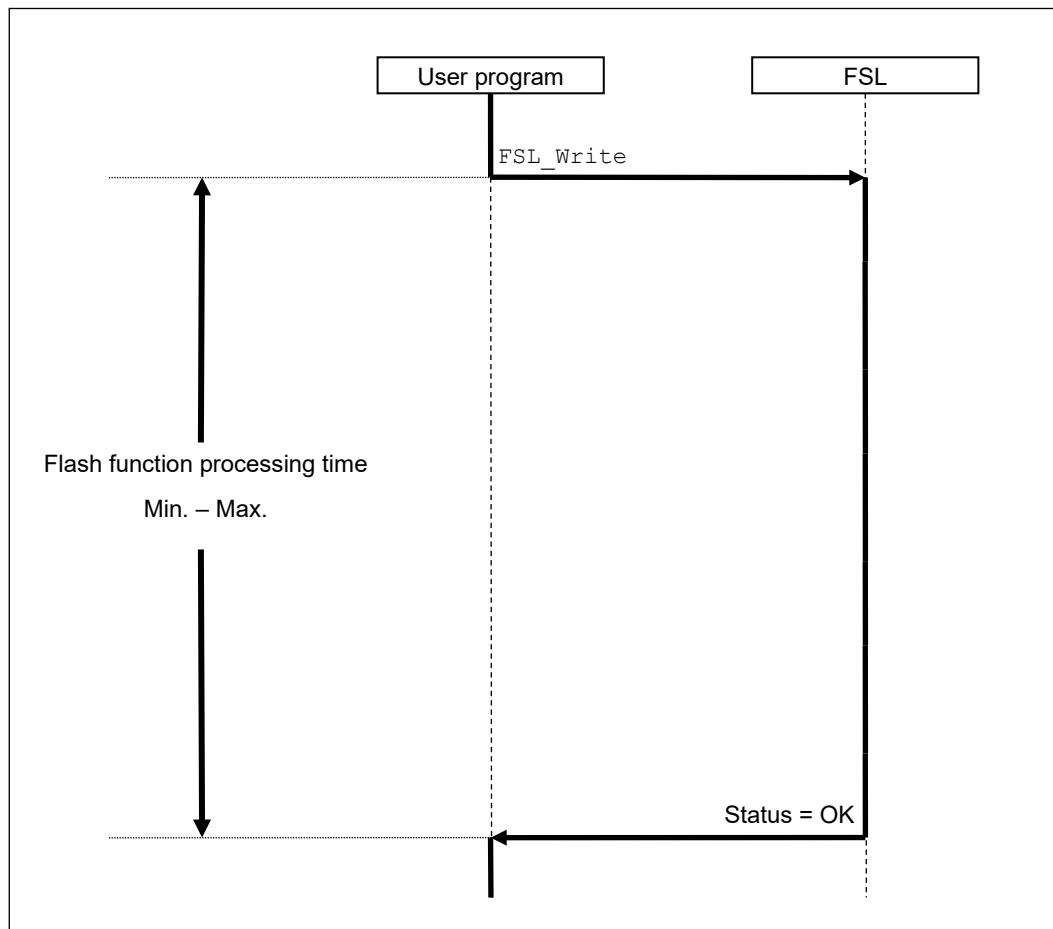 User program
FSL
FSL_Write
Flash function processing time
Min. – Max.
Status = OK